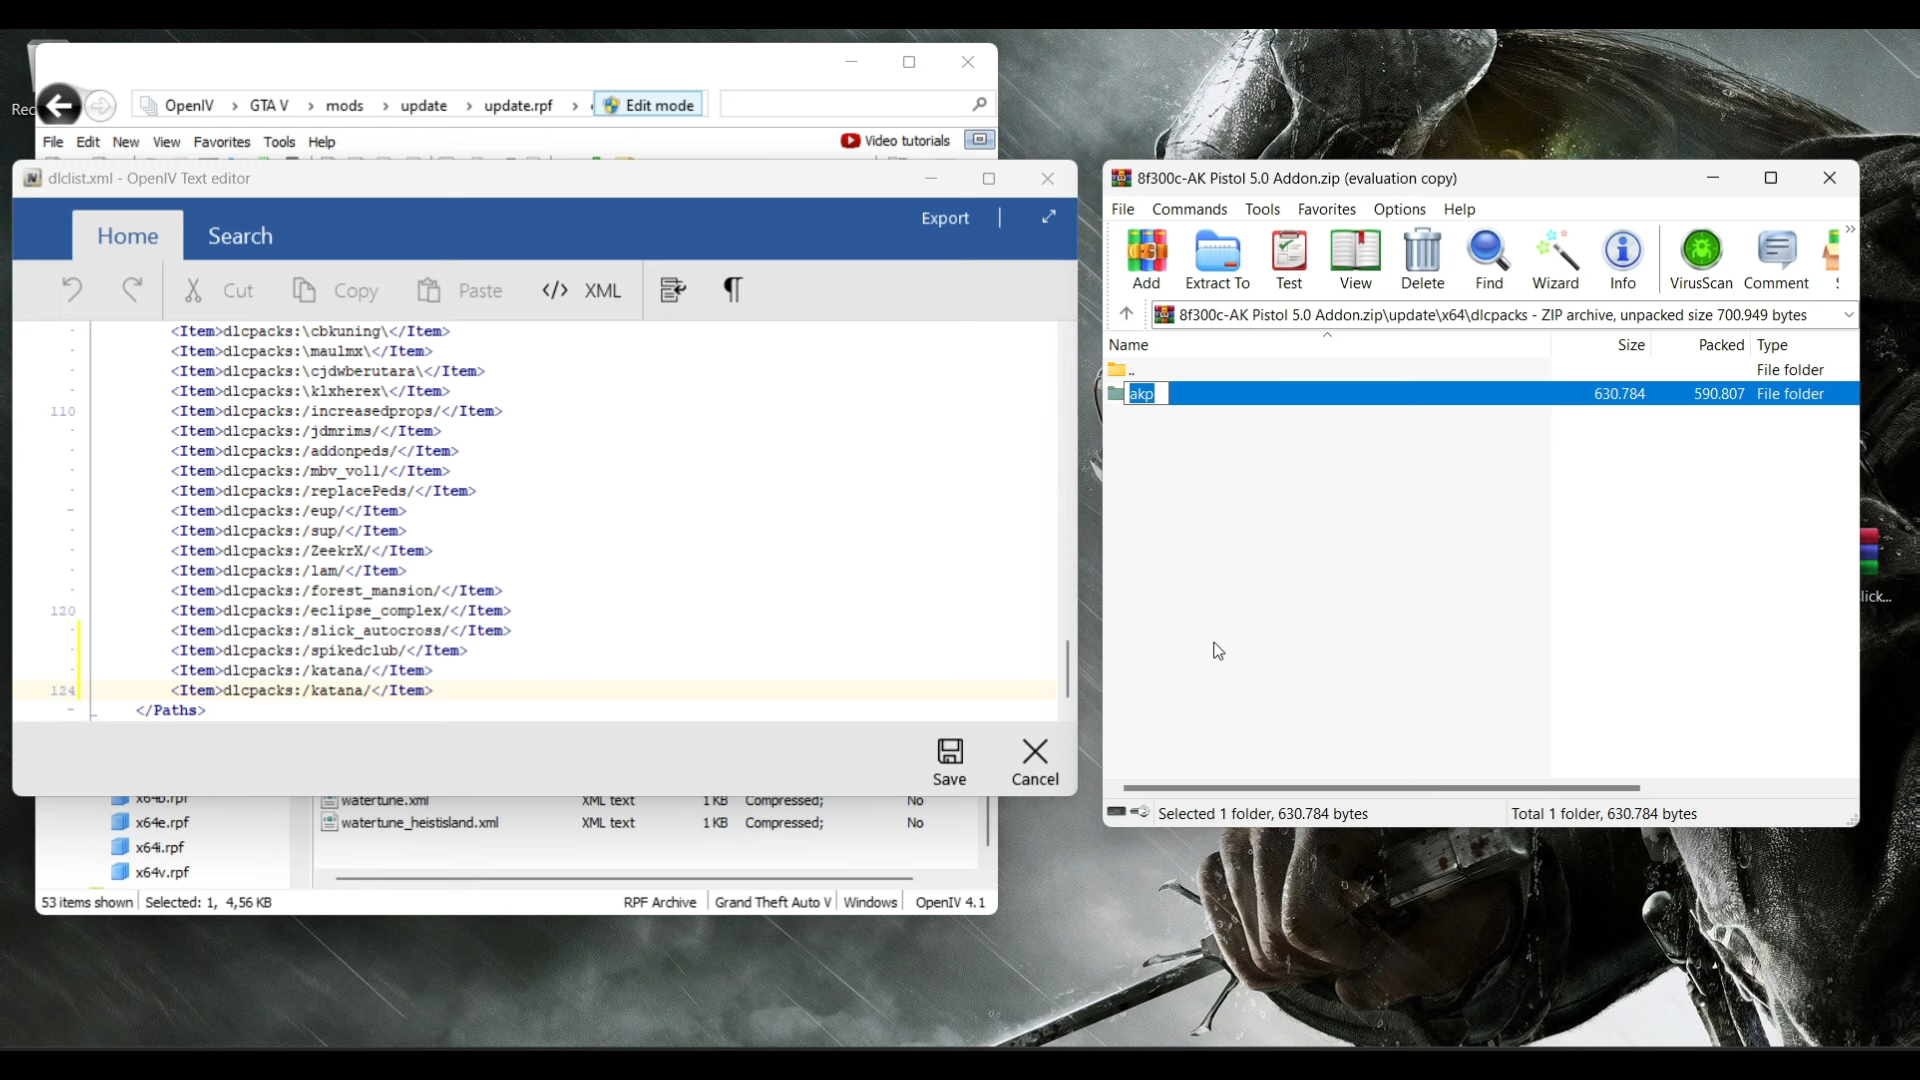 Rec
OpenIV › GTA V › mods › update › update.rpf › Edit mode
File Edit New View Favorites Tools Help Video tutorials
dlclist.xml - OpenIV Text editor
Export
Home Search
Cut Copy Paste </> XML
<Item>dlcpacks:\cbkuning\</Item>
<Item>dlcpacks:\maulmx\</Item>
<Item>dlcpacks:\cjdwberutara\</Item>
<Item>dlcpacks:\klxherex\</Item>
110 <Item>dlcpacks:/increasedprops/</Item>
<Item>dlcpacks:/jdmrims/</Item>
<Item>dlcpacks:/addonpeds/</Item>
<Item>dlcpacks:/mbv_vol1/</Item>
<Item>dlcpacks:/replacePeds/</Item>
<Item>dlcpacks:/eup/</Item>
<Item>dlcpacks:/sup/</Item>
<Item>dlcpacks:/ZeekrX/</Item>
<Item>dlcpacks:/lam/</Item>
<Item>dlcpacks:/forest_mansion/</Item>
120 <Item>dlcpacks:/eclipse_complex/</Item>
<Item>dlcpacks:/slick_autocross/</Item>
<Item>dlcpacks:/spikedclub/</Item>
<Item>dlcpacks:/katana/</Item>
124 <Item>dlcpacks:/katana/</Item>
</Paths>
Save Cancel
watertune.xml XML text 1 KB Compressed; No
x64e.rpf watertune_heistisland.xml XML text 1 KB Compressed; No
x64i.rpf
x64v.rpf
53 items shown Selected: 1, 4,56 KB RPF Archive Grand Theft Auto V Windows OpenIV 4.1
8f300c-AK Pistol 5.0 Addon.zip (evaluation copy)
File Commands Tools Favorites Options Help
Add Extract To Test View Delete Find Wizard Info VirusScan Comment
8f300c-AK Pistol 5.0 Addon.zip\update\x64\dlcpacks - ZIP archive, unpacked size 700.949 bytes
Name Size Packed Type
.. File folder
akp 630.784 590.807 File folder
Selected 1 folder, 630.784 bytes Total 1 folder, 630.784 bytes
lick...